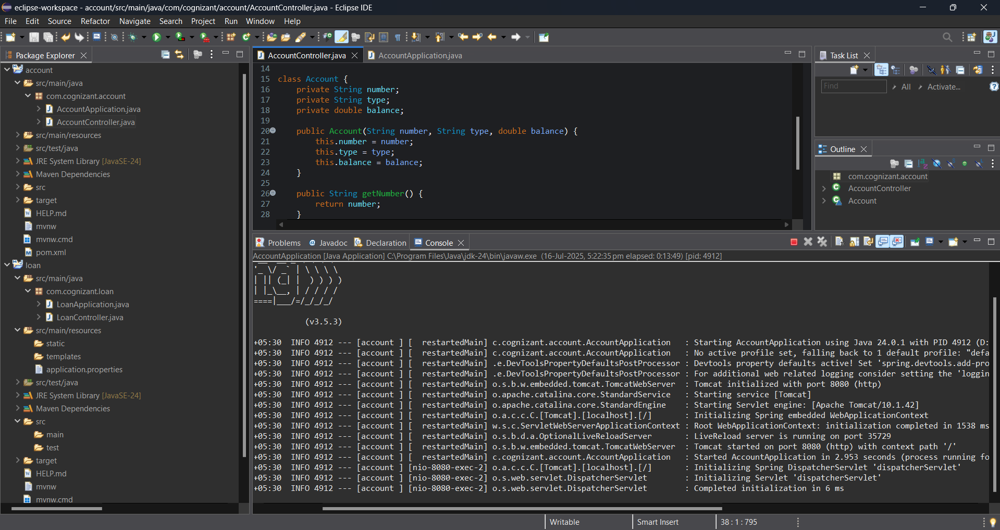 eclipse-workspace - account/src/main/java/com/cognizant/account/AccountController.java - Eclipse IDE
File Edit Source Refactor Navigate Search Project Run Window Help
Package Explorer
account
src/main/java
com.cognizant.account
AccountApplication.java
AccountController.java
src/main/resources
src/test/java
JRE System Library [JavaSE-24]
Maven Dependencies
src
target
HELP.md
mvnw
mvnw.cmd
pom.xml
loan
src/main/java
com.cognizant.loan
LoanApplication.java
LoanController.java
src/main/resources
static
templates
application.properties
src/test/java
JRE System Library [JavaSE-24]
Maven Dependencies
src
main
test
target
HELP.md
mvnw
mvnw.cmd
AccountController.java AccountApplication.java
14
15 class Account {
16 private String number;
17 private String type;
18 private double balance;
19
20 public Account(String number, String type, double balance) {
21 this.number = number;
22 this.type = type;
23 this.balance = balance;
24 }
25
26 public String getNumber() {
27 return number;
28 }
Task List
Find All Activate...
Outline
com.cognizant.account
AccountController
Account
Problems Javadoc Declaration Console
AccountApplication [Java Application] C:\Program Files\Java\jdk-24\bin\javaw.exe (16-Jul-2025, 5:22:35 pm elapsed: 0:13:49) [pid: 4912]
'_ \/ _` | \ \ \ \
| || (_| | ) ) ) )
| |_\__, | / / / /
====|___/=/_/_/_/
(v3.5.3)
+05:30 INFO 4912 --- [account ] [ restartedMain] c.cognizant.account.AccountApplication : Starting AccountApplication using Java 24.0.1 with PID 4912 (D:
+05:30 INFO 4912 --- [account ] [ restartedMain] c.cognizant.account.AccountApplication : No active profile set, falling back to 1 default profile: "defa
+05:30 INFO 4912 --- [account ] [ restartedMain] .e.DevToolsPropertyDefaultsPostProcessor : Devtools property defaults active! Set 'spring.devtools.add-pro
+05:30 INFO 4912 --- [account ] [ restartedMain] .e.DevToolsPropertyDefaultsPostProcessor : For additional web related logging consider setting the 'loggin
+05:30 INFO 4912 --- [account ] [ restartedMain] o.s.b.w.embedded.tomcat.TomcatWebServer : Tomcat initialized with port 8080 (http)
+05:30 INFO 4912 --- [account ] [ restartedMain] o.apache.catalina.core.StandardService : Starting service [Tomcat]
+05:30 INFO 4912 --- [account ] [ restartedMain] o.apache.catalina.core.StandardEngine : Starting Servlet engine: [Apache Tomcat/10.1.42]
+05:30 INFO 4912 --- [account ] [ restartedMain] o.a.c.c.C.[Tomcat].[localhost].[/] : Initializing Spring embedded WebApplicationContext
+05:30 INFO 4912 --- [account ] [ restartedMain] w.s.c.ServletWebServerApplicationContext : Root WebApplicationContext: initialization completed in 1538 ms
+05:30 INFO 4912 --- [account ] [ restartedMain] o.s.b.d.a.OptionalLiveReloadServer : LiveReload server is running on port 35729
+05:30 INFO 4912 --- [account ] [ restartedMain] o.s.b.w.embedded.tomcat.TomcatWebServer : Tomcat started on port 8080 (http) with context path '/'
+05:30 INFO 4912 --- [account ] [ restartedMain] c.cognizant.account.AccountApplication : Started AccountApplication in 2.953 seconds (process running fo
+05:30 INFO 4912 --- [account ] [nio-8080-exec-2] o.a.c.c.C.[Tomcat].[localhost].[/] : Initializing Spring DispatcherServlet 'dispatcherServlet'
+05:30 INFO 4912 --- [account ] [nio-8080-exec-2] o.s.web.servlet.DispatcherServlet : Initializing Servlet 'dispatcherServlet'
+05:30 INFO 4912 --- [account ] [nio-8080-exec-2] o.s.web.servlet.DispatcherServlet : Completed initialization in 6 ms
Writable Smart Insert 38 : 1 : 795